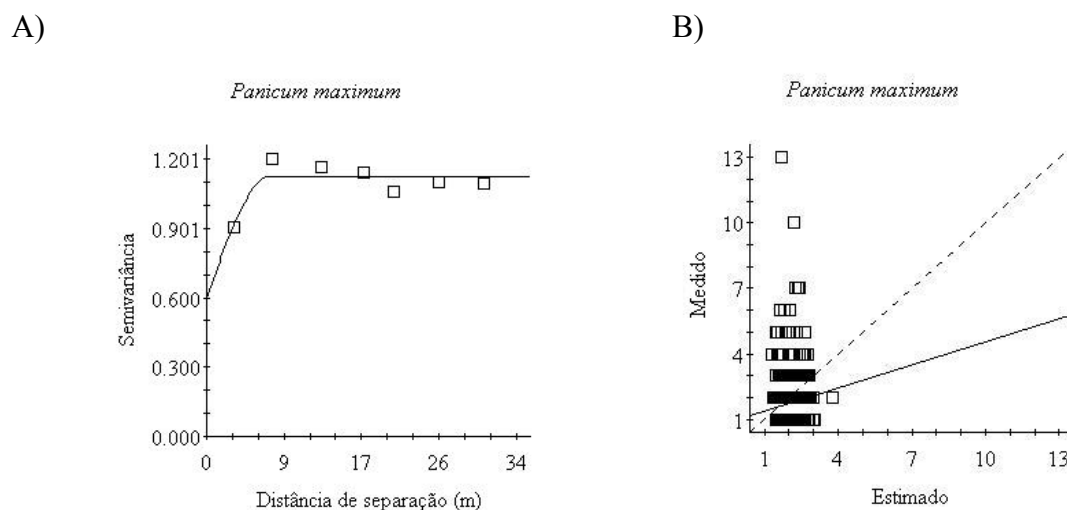 A)
B)
Panicum maximum
Panicum maximum
Semivariância
1.201
0.901
0.600
0.300
0.000
0 9 17 26 34
Distância de separação (m)
Medido
13
10
7
4
1
1 4 7 10 13
Estimado